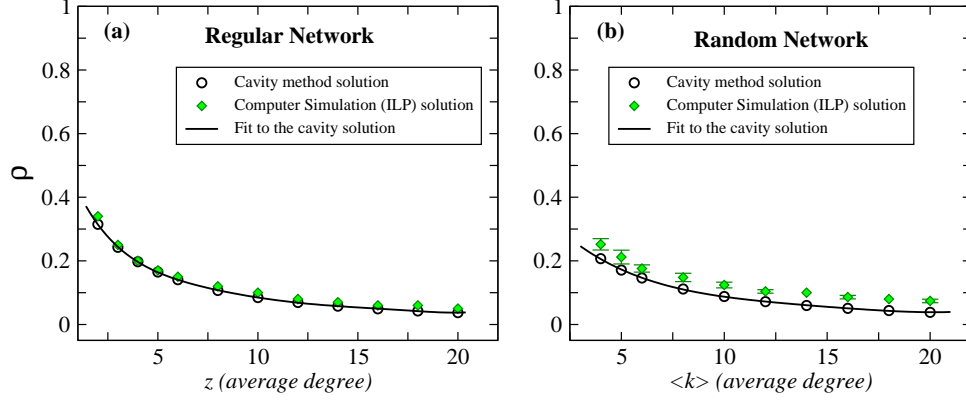 (a)
Regular Network
Cavity method solution
Computer Simulation (ILP) solution
Fit to the cavity solution
ρ
1
0.8
0.6
0.4
0.2
0
5
10
15
20
z (average degree)
(b)
Random Network
Cavity method solution
Computer Simulation (ILP) solution
Fit to the cavity solution
1
0.8
0.6
0.4
0.2
0
5
10
15
20
<k> (average degree)